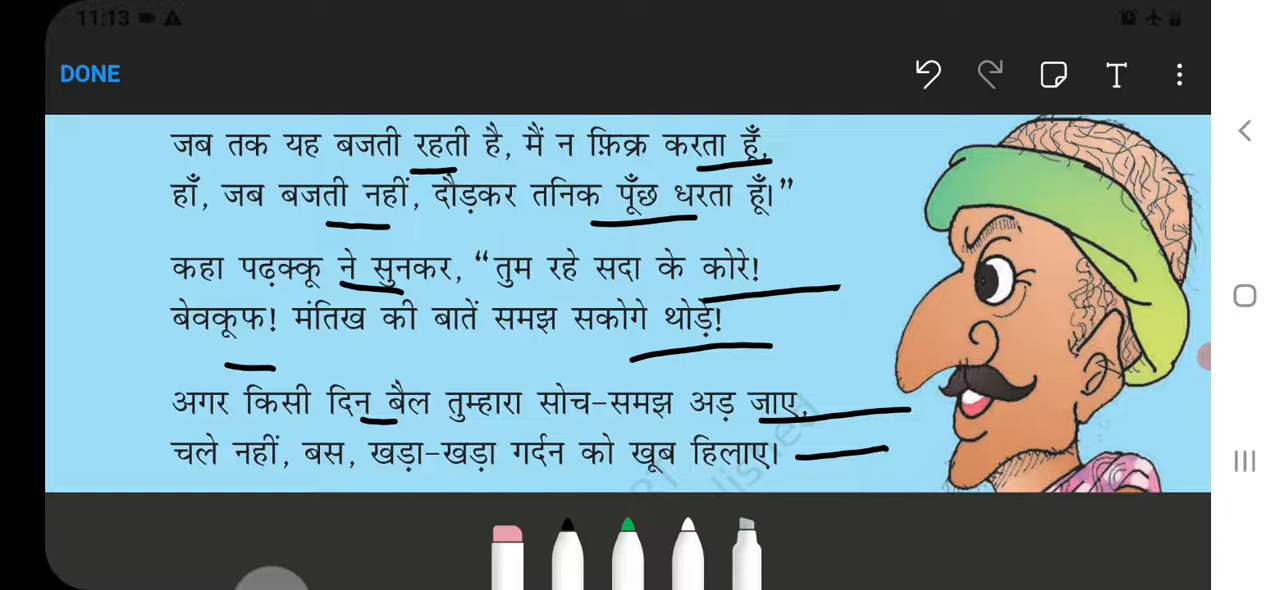 11:13
DONE
T
जब तक यह बजती रहती है, मैं न फ़िक्र करता हूँ,
हाँ, जब बजती नहीं, दौड़कर तनिक पूँछ धरता हूँ।”
कहा पढ़क्कू ने सुनकर, “तुम रहे सदा के कोरे!
बेवकूफ! मंतिख की बातें समझ सकोगे थोड़े!
अगर किसी दिन बैल तुम्हारा सोच-समझ अड़ जाए,
चले नहीं, बस, खड़ा-खड़ा गर्दन को खूब हिलाए।